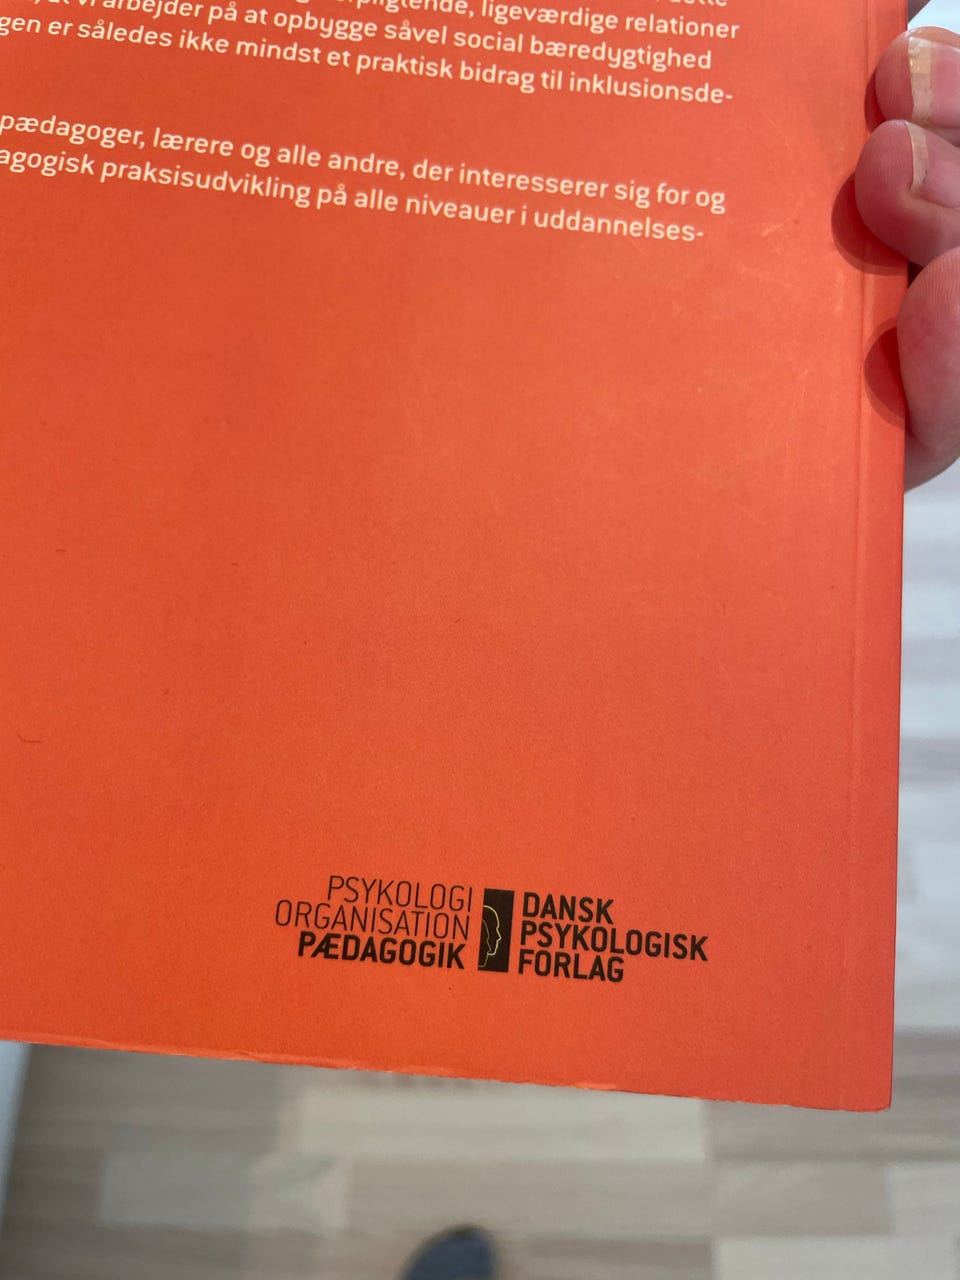 ligeværdige relationer
vi arbejder på at opbygge såvel social bæredygtighed
gen er således ikke mindst et praktisk bidrag til inklusionsde-
pædagoger, lærere og alle andre, der interesserer sig for og
agogisk praksisudvikling på alle niveauer i uddannelses-
PSYKOLOGI
ORGANISATION
PÆDAGOGIK
DANSK
PSYKOLOGISK
FORLAG